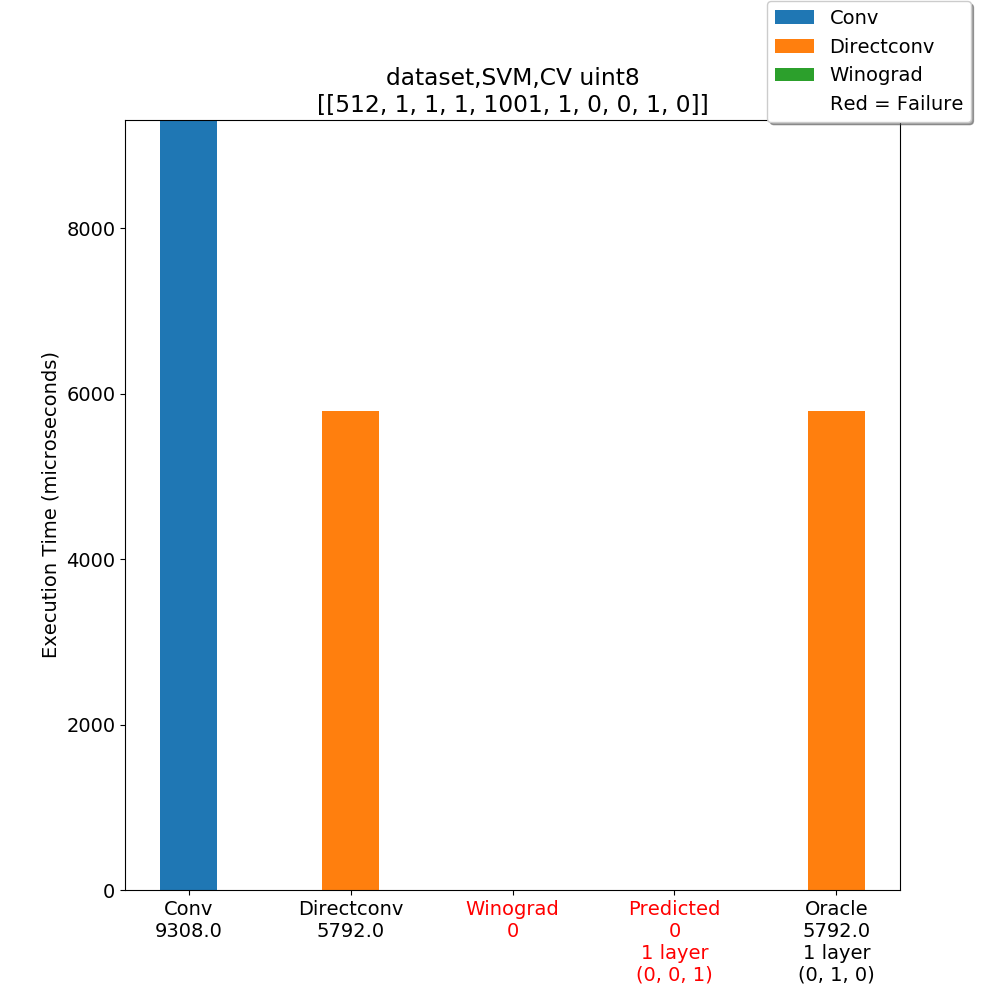 Conv
Directconv
Winograd
Red = Failure
dataset,SVM,CV uint8
[[512, 1, 1, 1, 1001, 1, 0, 0, 1, 0]]
Execution Time (microseconds)
8000
6000
4000
2000
0
Conv
9308.0
Directconv
5792.0
Winograd
0
Predicted
0
1 layer
(0, 0, 1)
Oracle
5792.0
1 layer
(0, 1, 0)